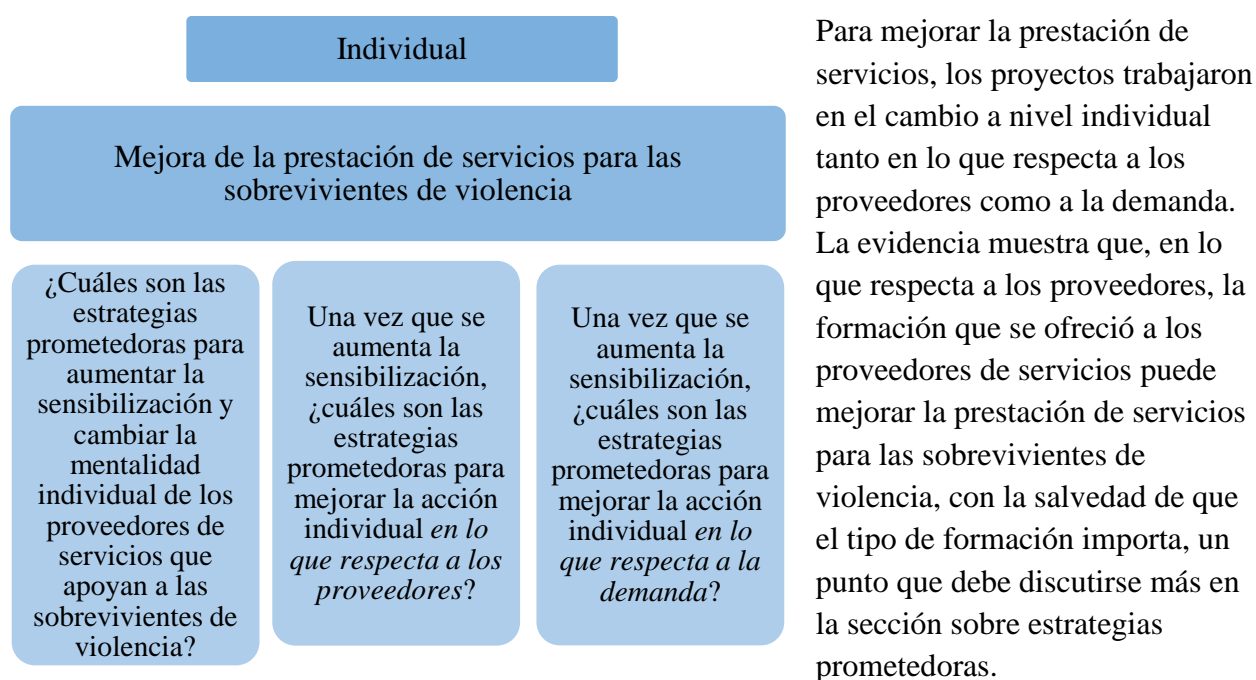 Individual
Mejora de la prestación de servicios para las
sobrevivientes de violencia
¿Cuáles son las
estrategias
prometedoras para
aumentar la
sensibilización y
cambiar la
mentalidad
individual de los
proveedores de
servicios que
apoyan a las
sobrevivientes de
violencia?
Una vez que se
aumenta la
sensibilización,
¿cuáles son las
estrategias
prometedoras para
mejorar la acción
individual en lo
que respecta a los
proveedores?
Una vez que se
aumenta la
sensibilización,
¿cuáles son las
estrategias
prometedoras para
mejorar la acción
individual en lo
que respecta a la
demanda?
Para mejorar la prestación de
servicios, los proyectos trabajaron
en el cambio a nivel individual
tanto en lo que respecta a los
proveedores como a la demanda.
La evidencia muestra que, en lo
que respecta a los proveedores, la
formación que se ofreció a los
proveedores de servicios puede
mejorar la prestación de servicios
para las sobrevivientes de
violencia, con la salvedad de que
el tipo de formación importa, un
punto que debe discutirse más en
la sección sobre estrategias
prometedoras.